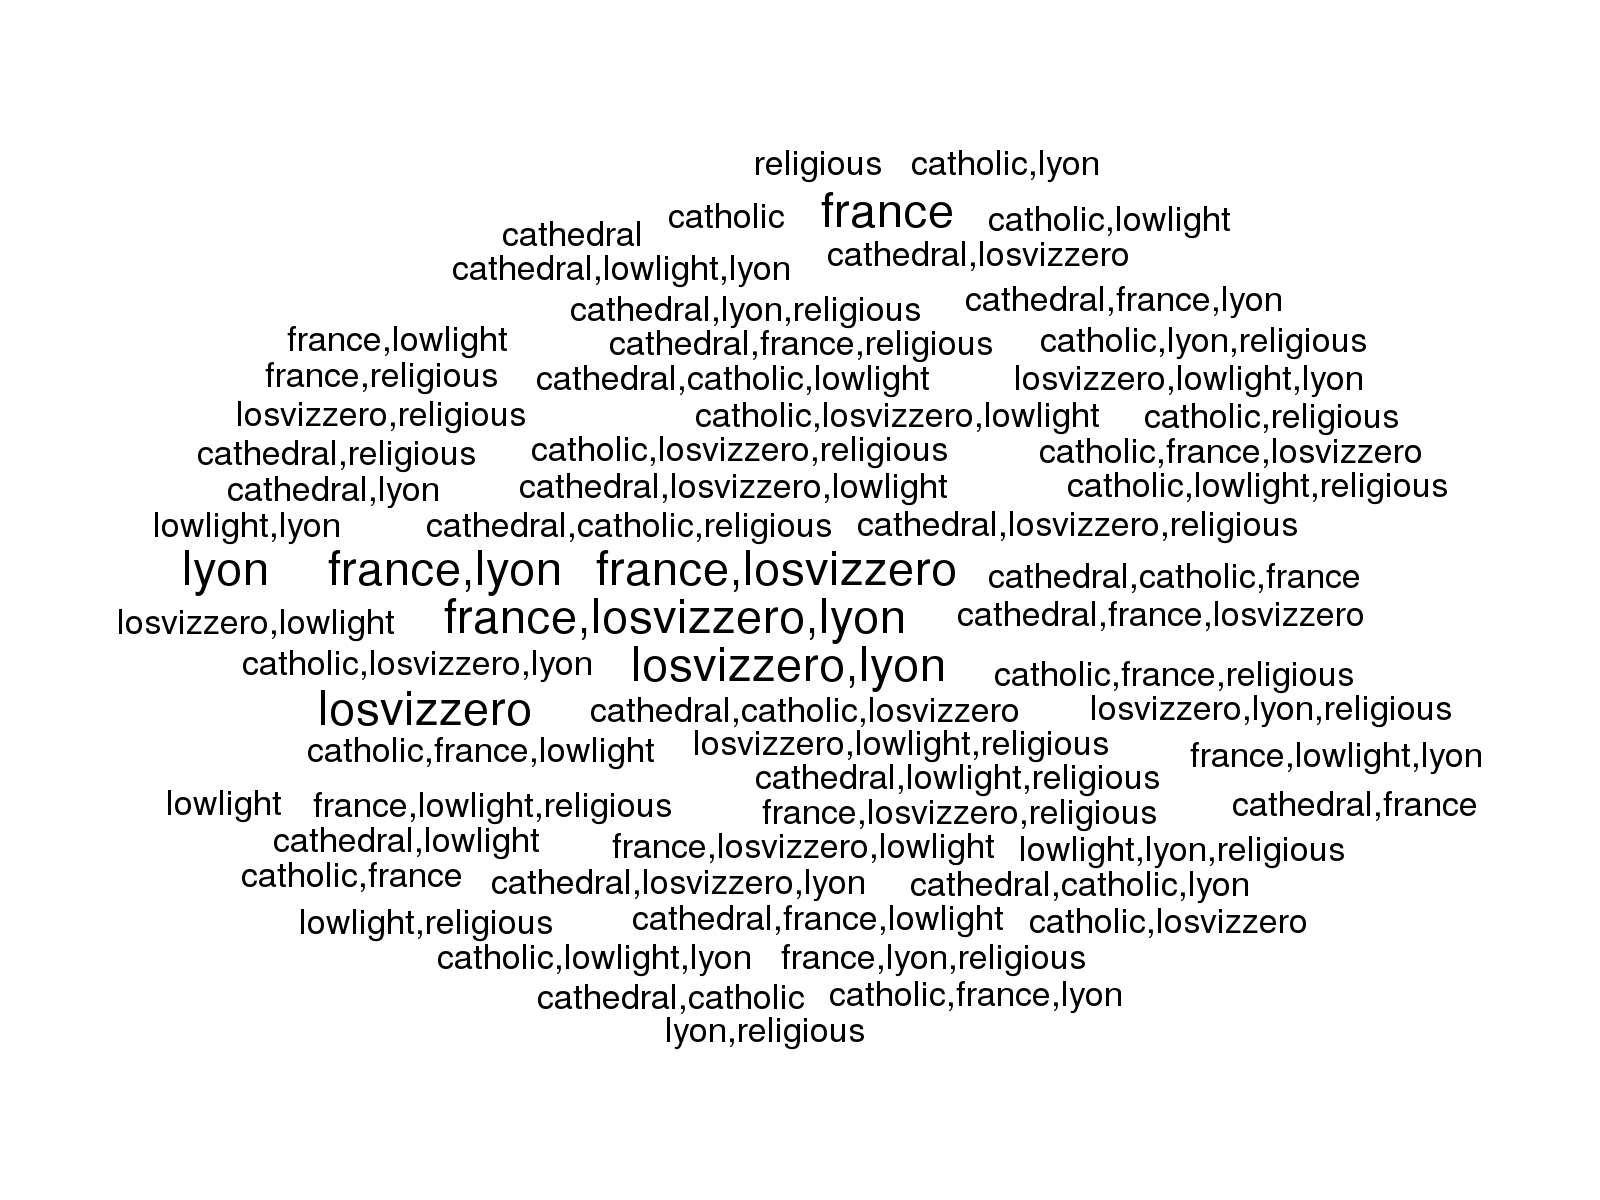 religious catholic,lyon
cathedral catholic france catholic,lowlight
cathedral,lowlight,lyon cathedral,losvizzero
cathedral,lyon,religious cathedral,france,lyon
france,lowlight cathedral,france,religious catholic,lyon,religious
france,religious cathedral,catholic,lowlight losvizzero,lowlight,lyon
losvizzero,religious catholic,losvizzero,lowlight catholic,religious
cathedral,religious catholic,losvizzero,religious catholic,france,losvizzero
cathedral,lyon cathedral,losvizzero,lowlight catholic,lowlight,religious
lowlight,lyon cathedral,catholic,religious cathedral,losvizzero,religious
lyon france,lyon france,losvizzero cathedral,catholic,france
losvizzero,lowlight france,losvizzero,lyon cathedral,france,losvizzero
catholic,losvizzero,lyon losvizzero,lyon catholic,france,religious
losvizzero cathedral,catholic,losvizzero losvizzero,lyon,religious
catholic,france,lowlight losvizzero,lowlight,religious france,lowlight,lyon
cathedral,lowlight,religious
lowlight france,lowlight,religious france,losvizzero,religious cathedral,france
cathedral,lowlight france,losvizzero,lowlight lowlight,lyon,religious
catholic,france cathedral,losvizzero,lyon cathedral,catholic,lyon
lowlight,religious cathedral,france,lowlight catholic,losvizzero
catholic,lowlight,lyon france,lyon,religious
cathedral,catholic catholic,france,lyon
lyon,religious